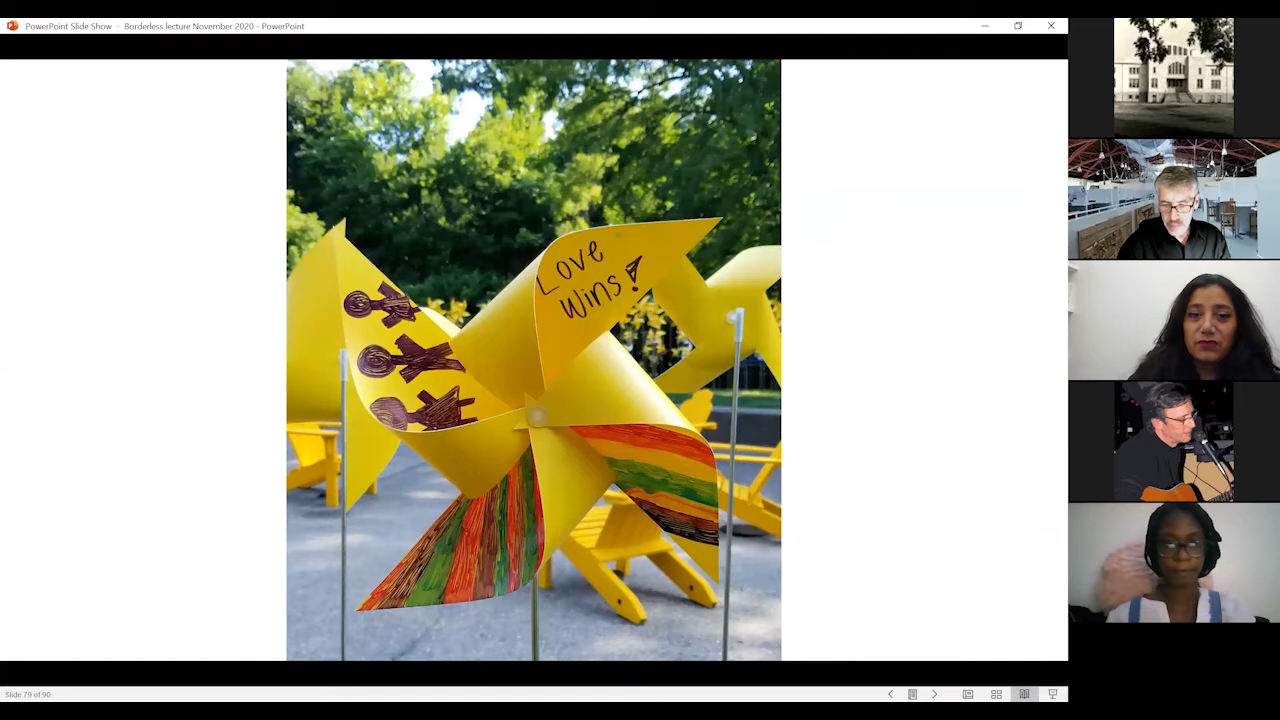 PowerPoint Slide Show - Borderless lecture November 2020 - PowerPoint
Love
Wins!
Slide 79 of 90